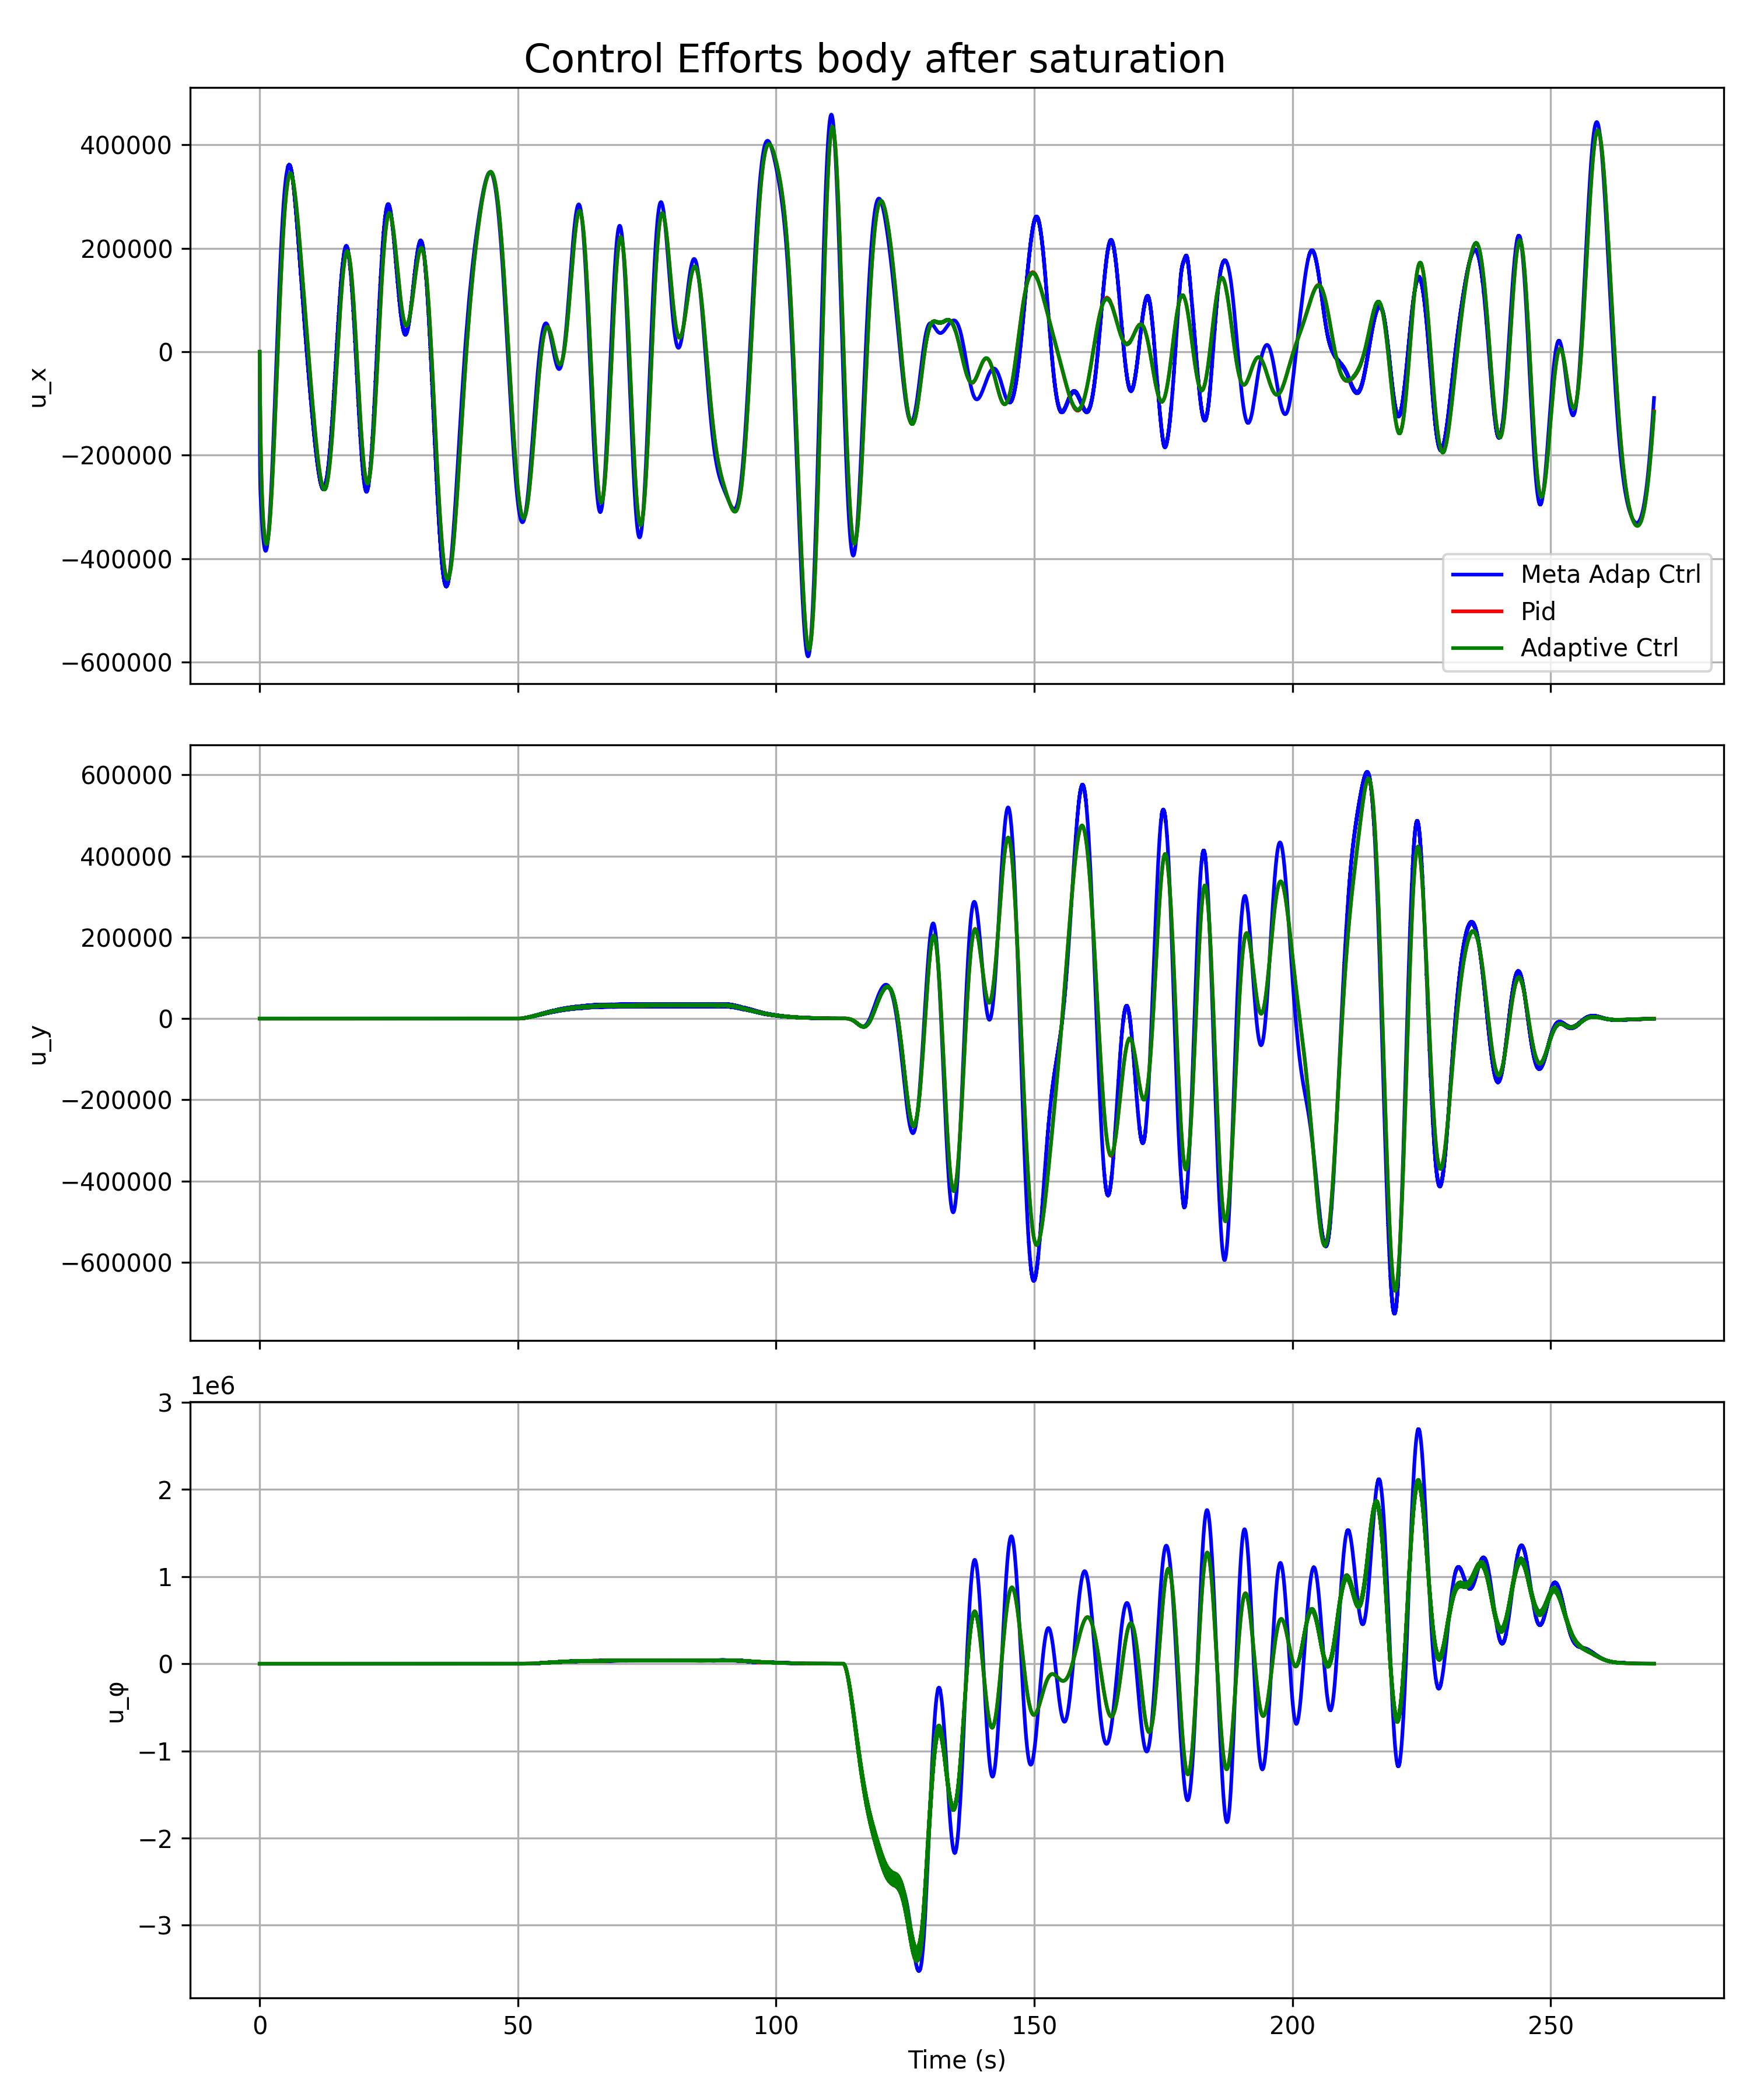 Control Efforts body after saturation
400000
200000
0
−200000
−400000
−600000
u_x
Meta Adap Ctrl
Pid
Adaptive Ctrl
600000
400000
200000
0
−200000
−400000
−600000
u_y
1e6
3
2
1
0
−1
−2
−3
u_φ
0 50 100 150 200 250
Time (s)